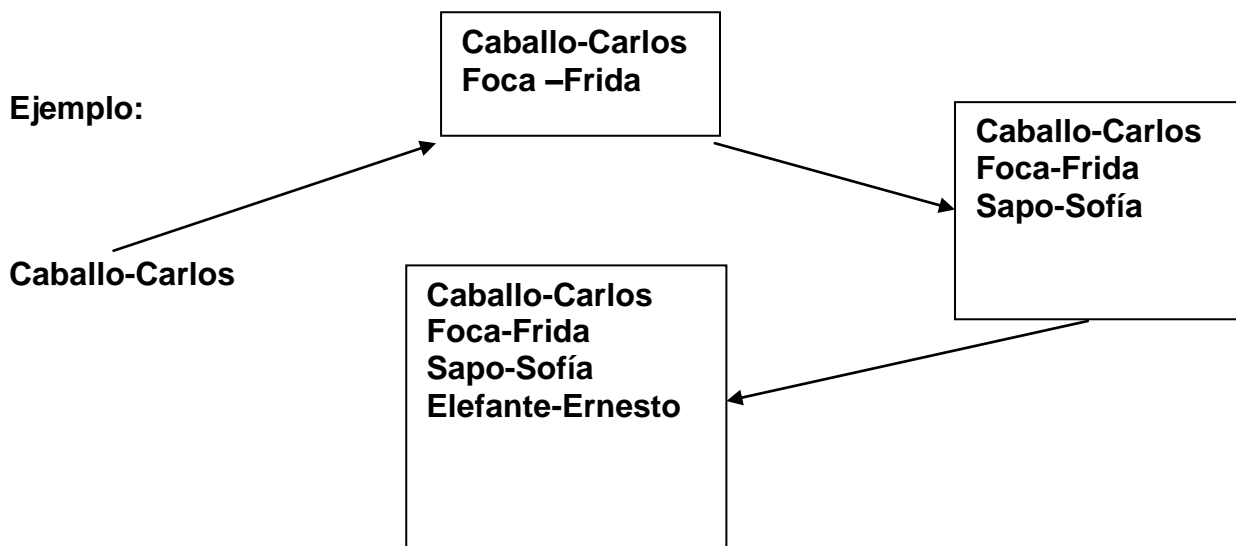 Ejemplo:
Caballo-Carlos
Caballo-Carlos
Foca –Frida
Caballo-Carlos
Foca-Frida
Sapo-Sofía
Caballo-Carlos
Foca-Frida
Sapo-Sofía
Elefante-Ernesto